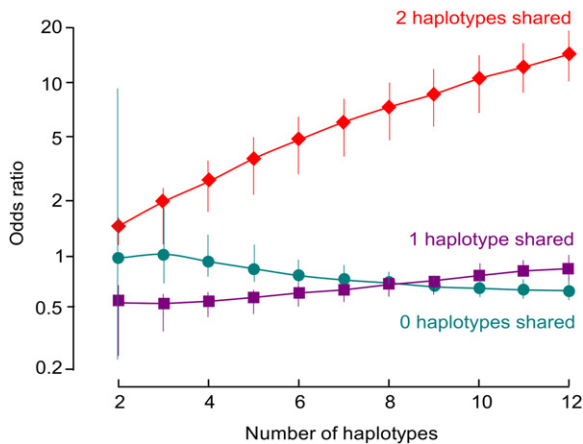 2 haplotypes shared
20
10
5
2
1
0.5
0.2
Odds ratio
1 haplotype shared
0 haplotypes shared
2
4
6
8
10
12
Number of haplotypes